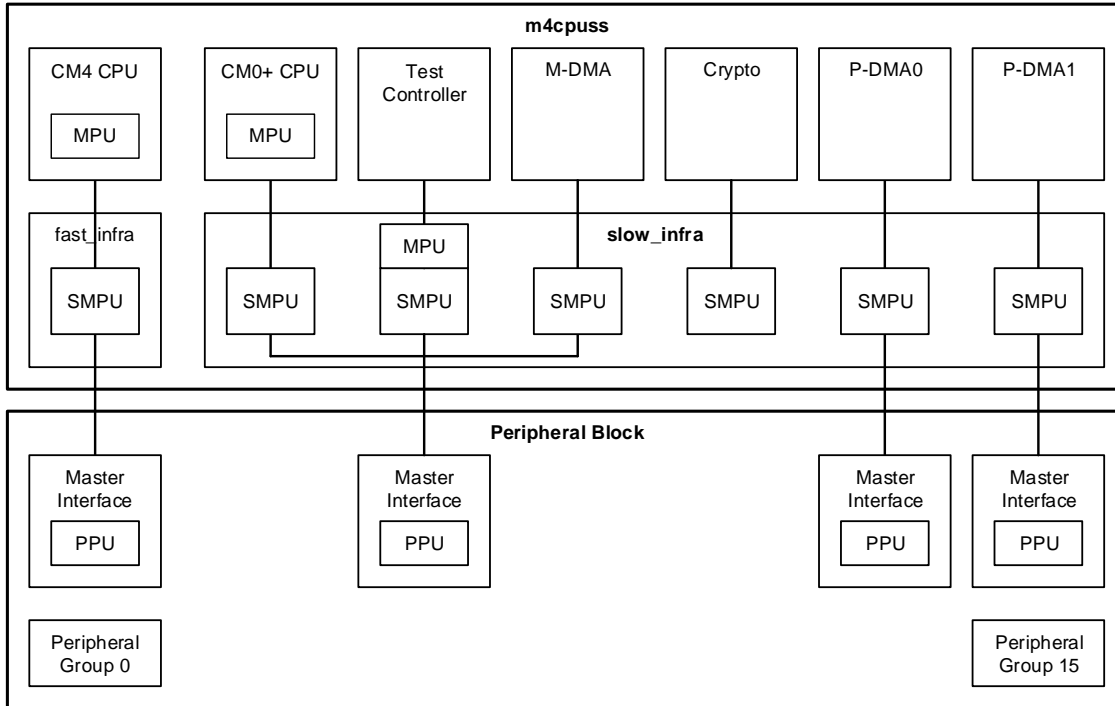 m4cpuss
CM4 CPU
MPU
CM0+ CPU
MPU
Test
Controller
M-DMA
Crypto
P-DMA0
P-DMA1
fast_infra
SMPU
slow_infra
MPU
SMPU
SMPU
SMPU
SMPU
SMPU
SMPU
Peripheral Block
Master
Interface
PPU
Master
Interface
PPU
Master
Interface
PPU
Master
Interface
PPU
Peripheral
Group 0
Peripheral
Group 15